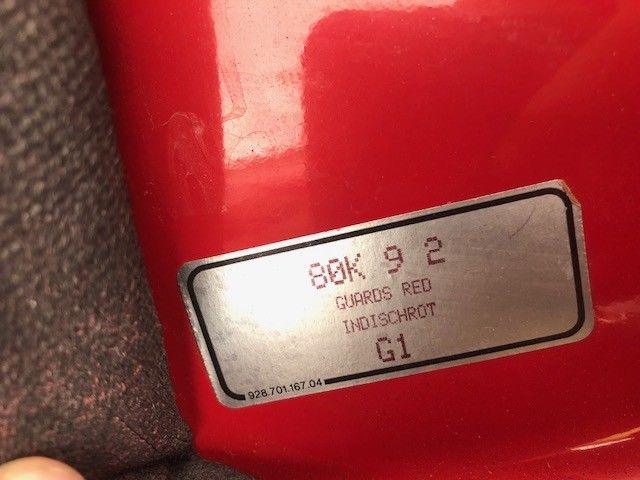 80K 9 2
GUARDS RED
INDISCHROT
G1
928.701.167.04